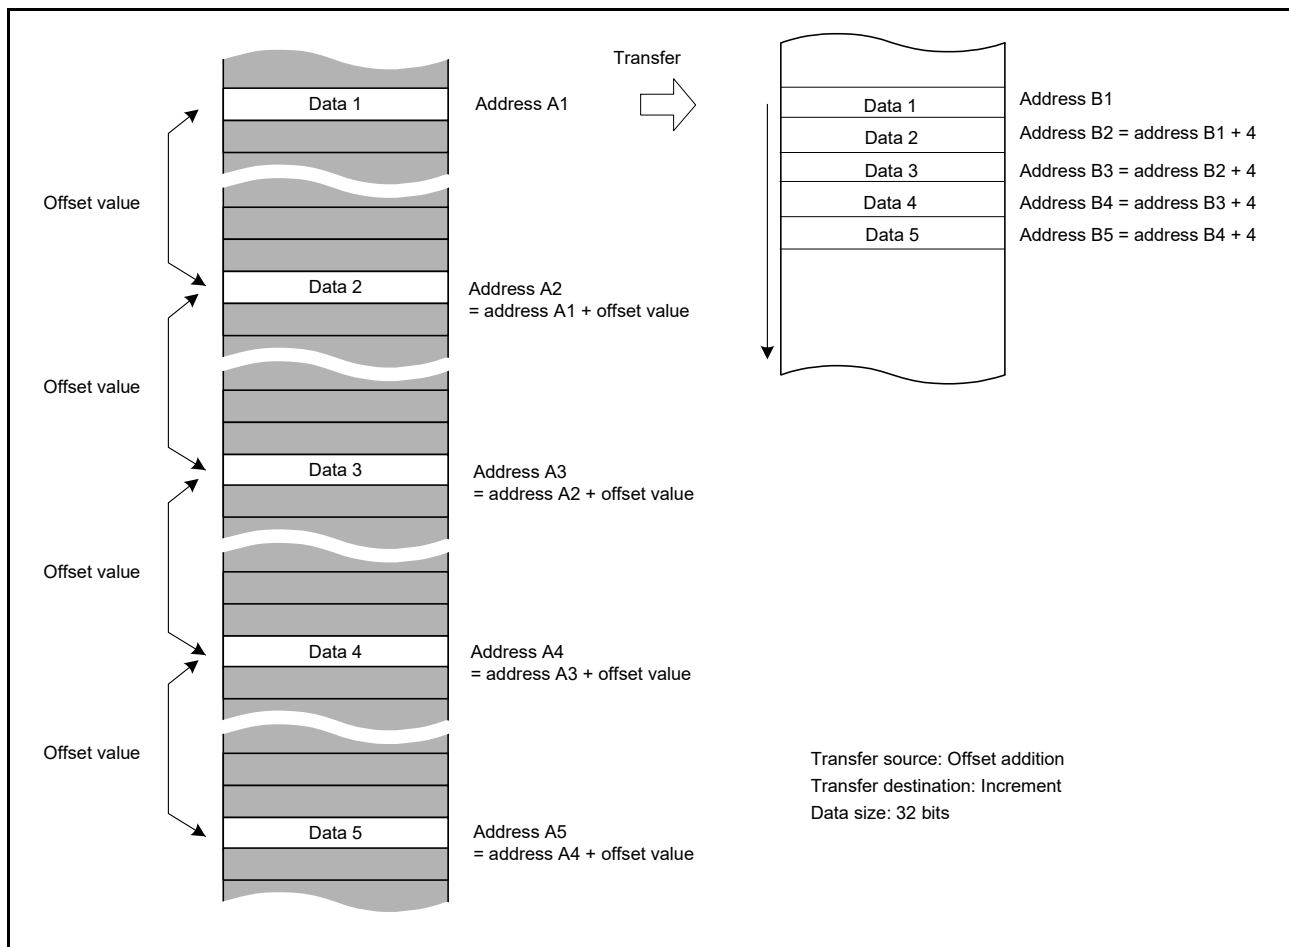 Transfer
Data 1
Address A1
Data 1
Address B1
Data 2
Address B2 = address B1 + 4
Data 3
Address B3 = address B2 + 4
Offset value
Data 4
Address B4 = address B3 + 4
Data 5
Address B5 = address B4 + 4
Data 2
Address A2
= address A1 + offset value
Offset value
Data 3
Address A3
= address A2 + offset value
Offset value
Data 4
Address A4
= address A3 + offset value
Offset value
Transfer source: Offset addition
Transfer destination: Increment
Data size: 32 bits
Data 5
Address A5
= address A4 + offset value